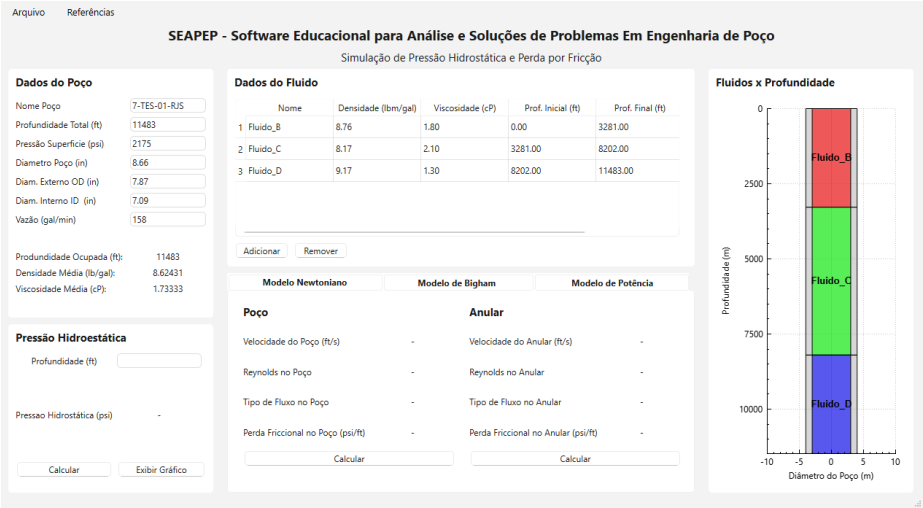 Arquivo Referências
SEAPEP - Software Educacional para Análise e Soluções de Problemas Em Engenharia de Poço
Simulação de Pressão Hidrostática e Perda por Fricção
Dados do Poço
Nome Poço 7-TES-01-RJS
Profundidade Total (ft) 11483
Pressão Superficie (psi) 2175
Diametro Poço (in) 8.66
Diam. Externo OD (in) 7.87
Diam. Interno ID (in) 7.09
Vazão (gal/min) 158
Produndidade Ocupada (ft): 11483
Densidade Média (lb/gal): 8.62431
Viscosidade Média (cP): 1.73333
Pressão Hidroestática
Profundidade (ft)
Pressao Hidrostática (psi) -
Calcular Exibir Gráfico
Dados do Fluido
Nome Densidade (lbm/gal) Viscosidade (cP) Prof. Inicial (ft) Prof. Final (ft)
1 Fluido_B 8.76 1.80 0.00 3281.00
2 Fluido_C 8.17 2.10 3281.00 8202.00
3 Fluido_D 9.17 1.30 8202.00 11483.00
Adicionar Remover
Modelo Newtoniano Modelo de Bigham Modelo de Potência
Poço Anular
Velocidade do Poço (ft/s) - Velocidade do Anular (ft/s) -
Reynolds no Poço - Reynolds no Anular -
Tipo de Fluxo no Poço - Tipo de Fluxo no Anular -
Perda Friccional no Poço (psi/ft) - Perda Friccional no Anular (psi/ft) -
Calcular Calcular
Fluidos x Profundidade
0
Fluido_B
2500
5000
Profundidade (m)
Fluido_C
7500
Fluido_D
10000
-10 -5 0 5 10
Diâmetro do Poço (m)